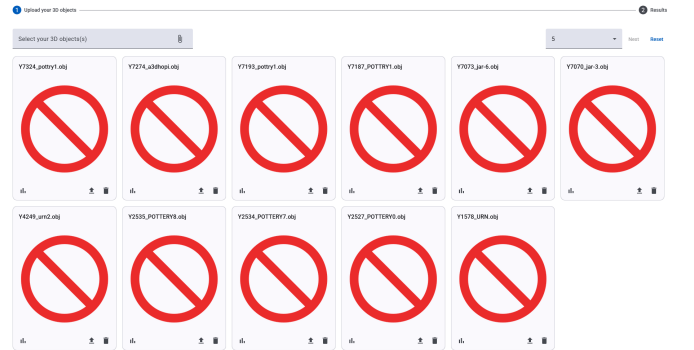 1 Upload your 3D objects 2 Results
Select your 3D objects(s) 5 Next Reset
Y7324_pottry1.obj Y7274_a3dhopi.obj Y7193_pottry1.obj Y7187_POTTRY1.obj Y7073_jar-6.obj Y7070_jar-3.obj
Y4249_urn2.obj Y2535_POTTERY8.obj Y2534_POTTERY7.obj Y2527_POTTERY0.obj Y1578_URN.obj